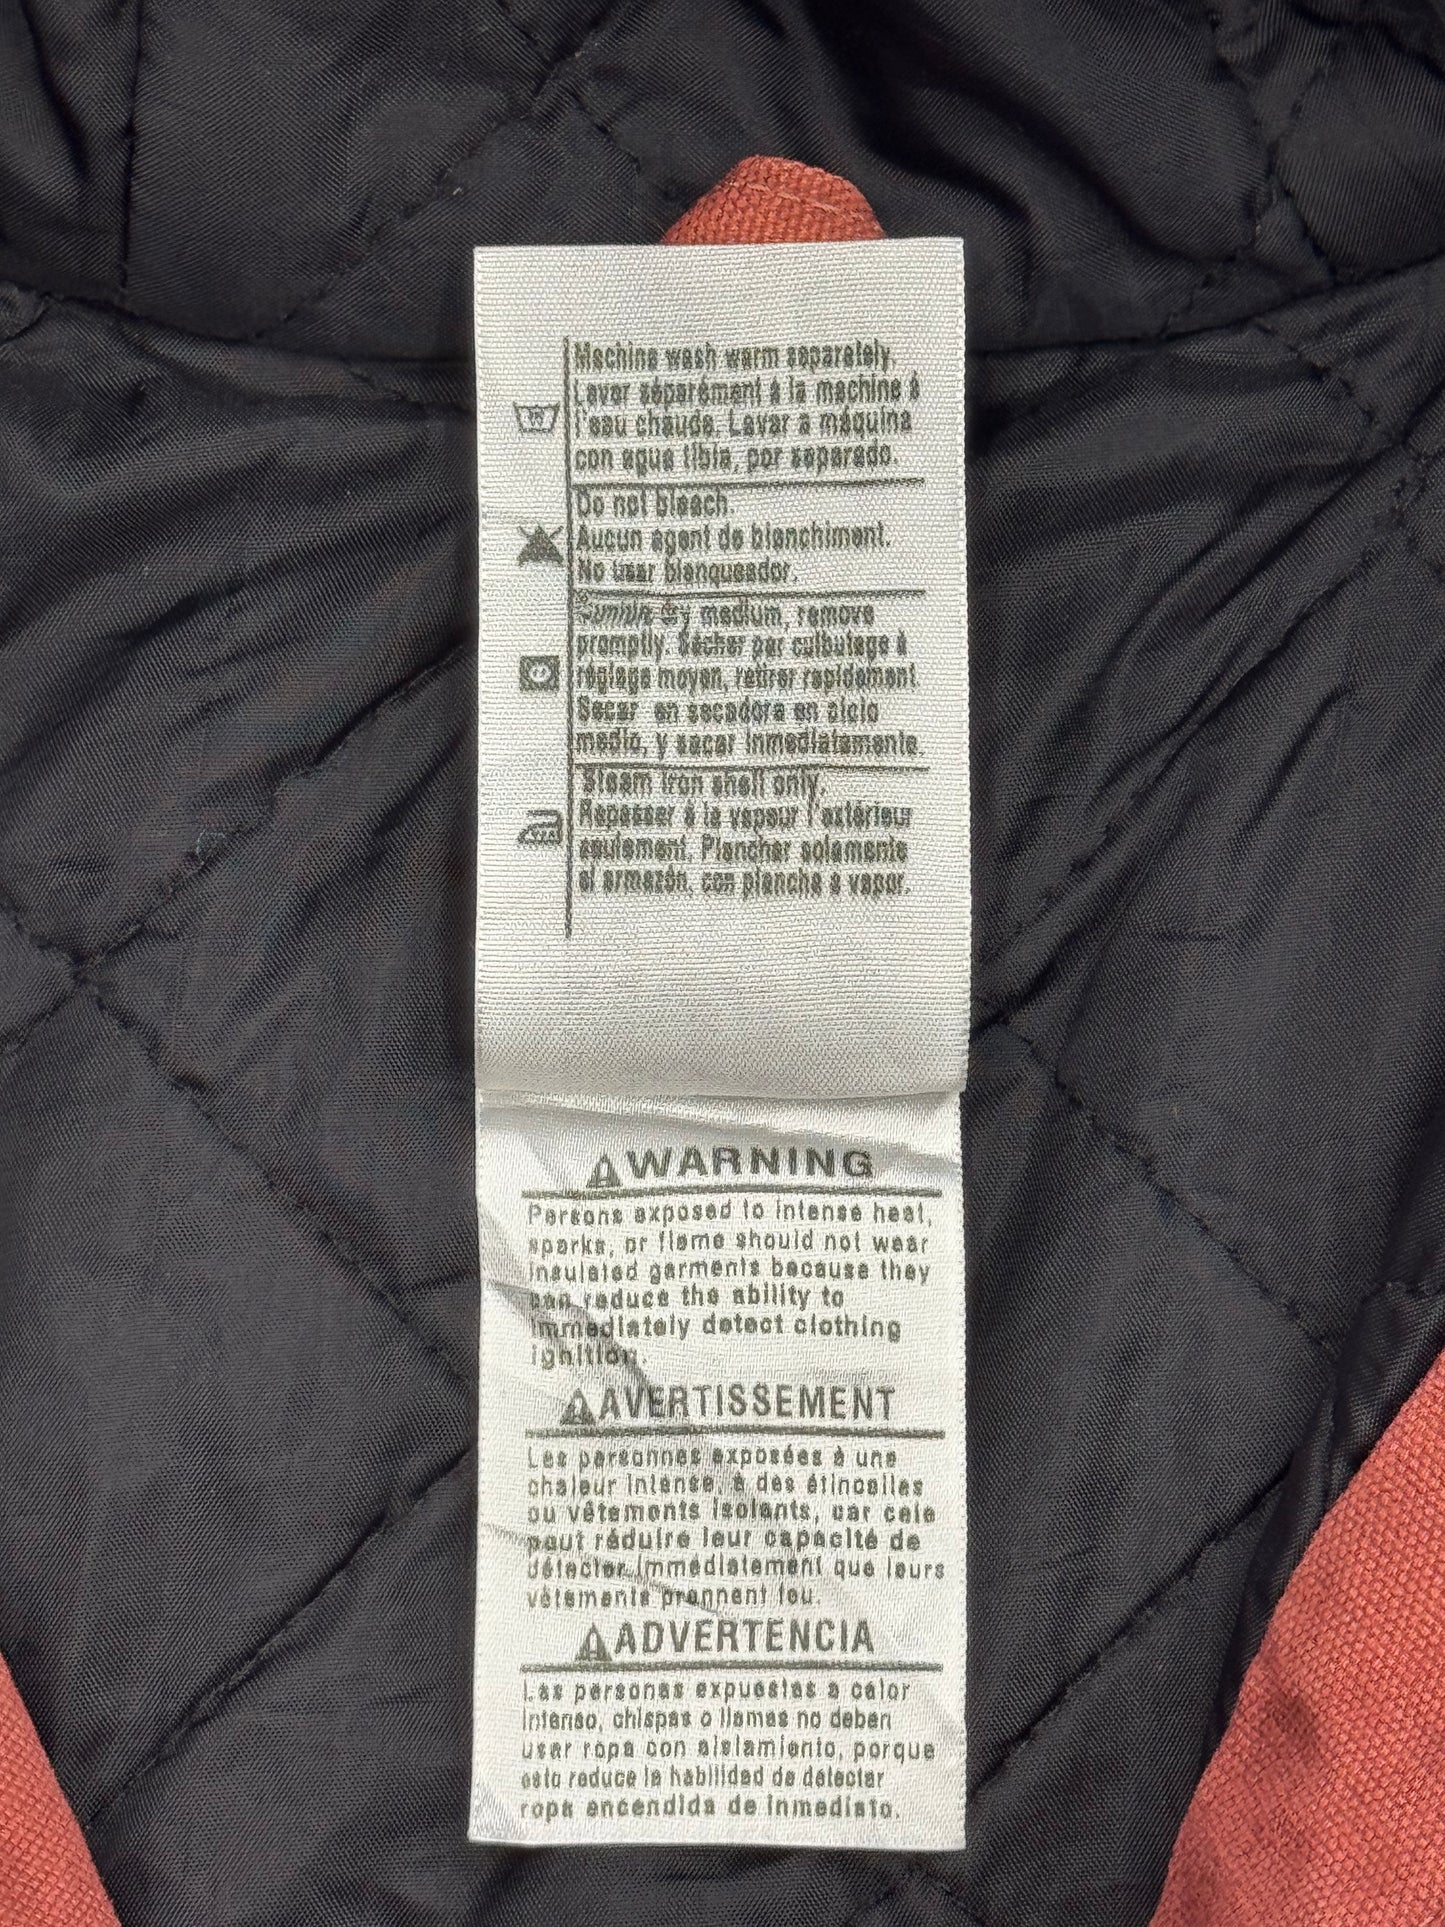 Machine wash warm separately.
Laver séparément à la machine à
l'eau chaude. Lavar a máquina
con agua tibia, por separado.
Do not bleach.
Aucun agent de blanchiment.
No usar blanqueador.
Tumble dry medium, remove
promptly. Sécher par culbutage à
réglage moyen, retirer rapidement
Secar en secadora en ciclo
medio, y sacar inmediatamente.
Steam iron shell only.
Repasser à la vapeur l'extérieur
seulement. Planchar solamente
el armazón, con plancha a vapor.
WARNING
Persons exposed to intense heat,
sparks, or flame should not wear
insulated garments because they
can reduce the ability to
immediately detect clothing
ignition.
AVERTISSEMENT
Les personnes exposées à une
chaleur intense, à des étincelles
ou vêtements isolants, car cela
peut réduire leur capacité de
détecter immédiatement que leurs
vêtements prennent feu.
ADVERTENCIA
Las personas expuestas a calor
intenso, chispas o llamas no deben
usar ropa con aislamiento, porque
esto reduce la habilidad de detectar
ropa encendida de inmediato.